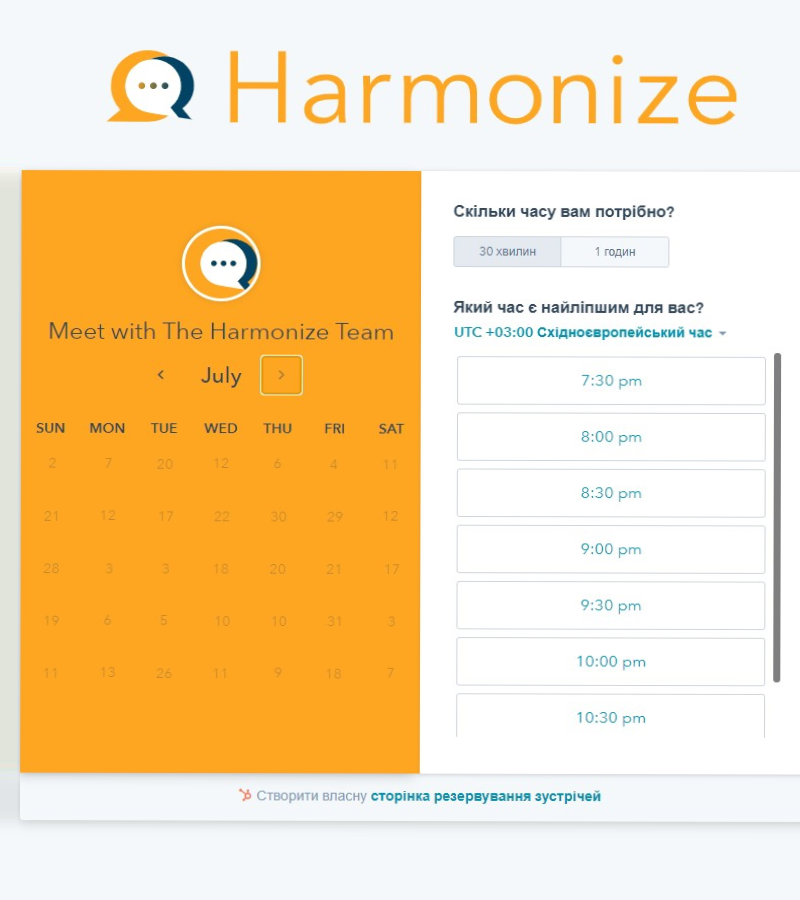 Harmonize
Meet with The Harmonize Team
July
SUN MON TUE WED THU FRI SAT
2 7 20 12 6 4 11
21 12 17 22 30 29 12
28 3 3 18 20 21 17
19 6 5 10 10 31 3
11 13 26 11 9 18 7
Скільки часу вам потрібно?
30 хвилин 1 годин
Який час є найліпшим для вас?
UTC +03:00 Східноєвропейський час
7:30 pm
8:00 pm
8:30 pm
9:00 pm
9:30 pm
10:00 pm
10:30 pm
Створити власну сторінка резервування зустрічей